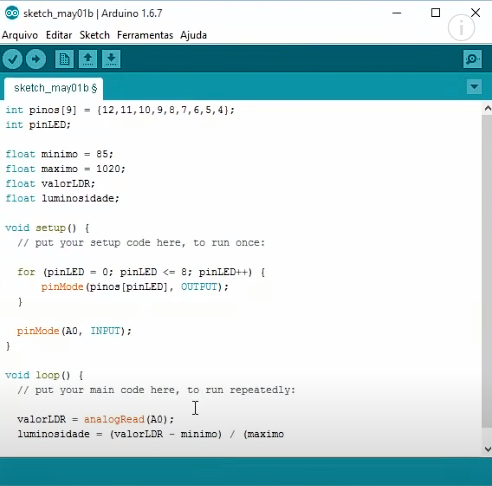 sketch_may01b | Arduino 1.6.7
Arquivo Editar Sketch Ferramentas Ajuda
sketch_may01b §
int pinos[9] = {12,11,10,9,8,7,6,5,4};
int pinLED;
float minimo = 85;
float maximo = 1020;
float valorLDR;
float luminosidade;
void setup() {
// put your setup code here, to run once:
for (pinLED = 0; pinLED <= 8; pinLED++) {
pinMode(pinos[pinLED], OUTPUT);
}
pinMode(A0, INPUT);
}
void loop() {
// put your main code here, to run repeatedly:
valorLDR = analogRead(A0);
luminosidade = (valorLDR - minimo) / (maximo